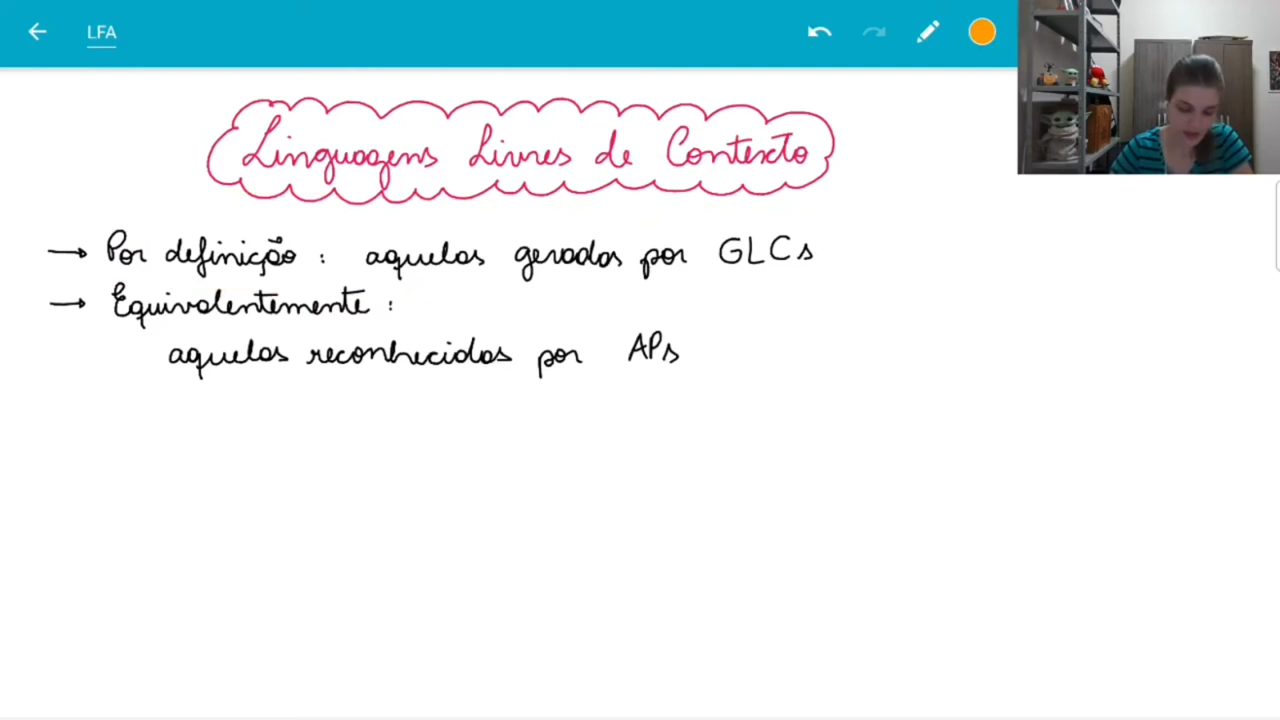 LFA
Linguagens Livres de Contexto
→ Por definição : aquelas geradas por GLCs
→ Equivalentemente :
aquelas reconhecidas por APs